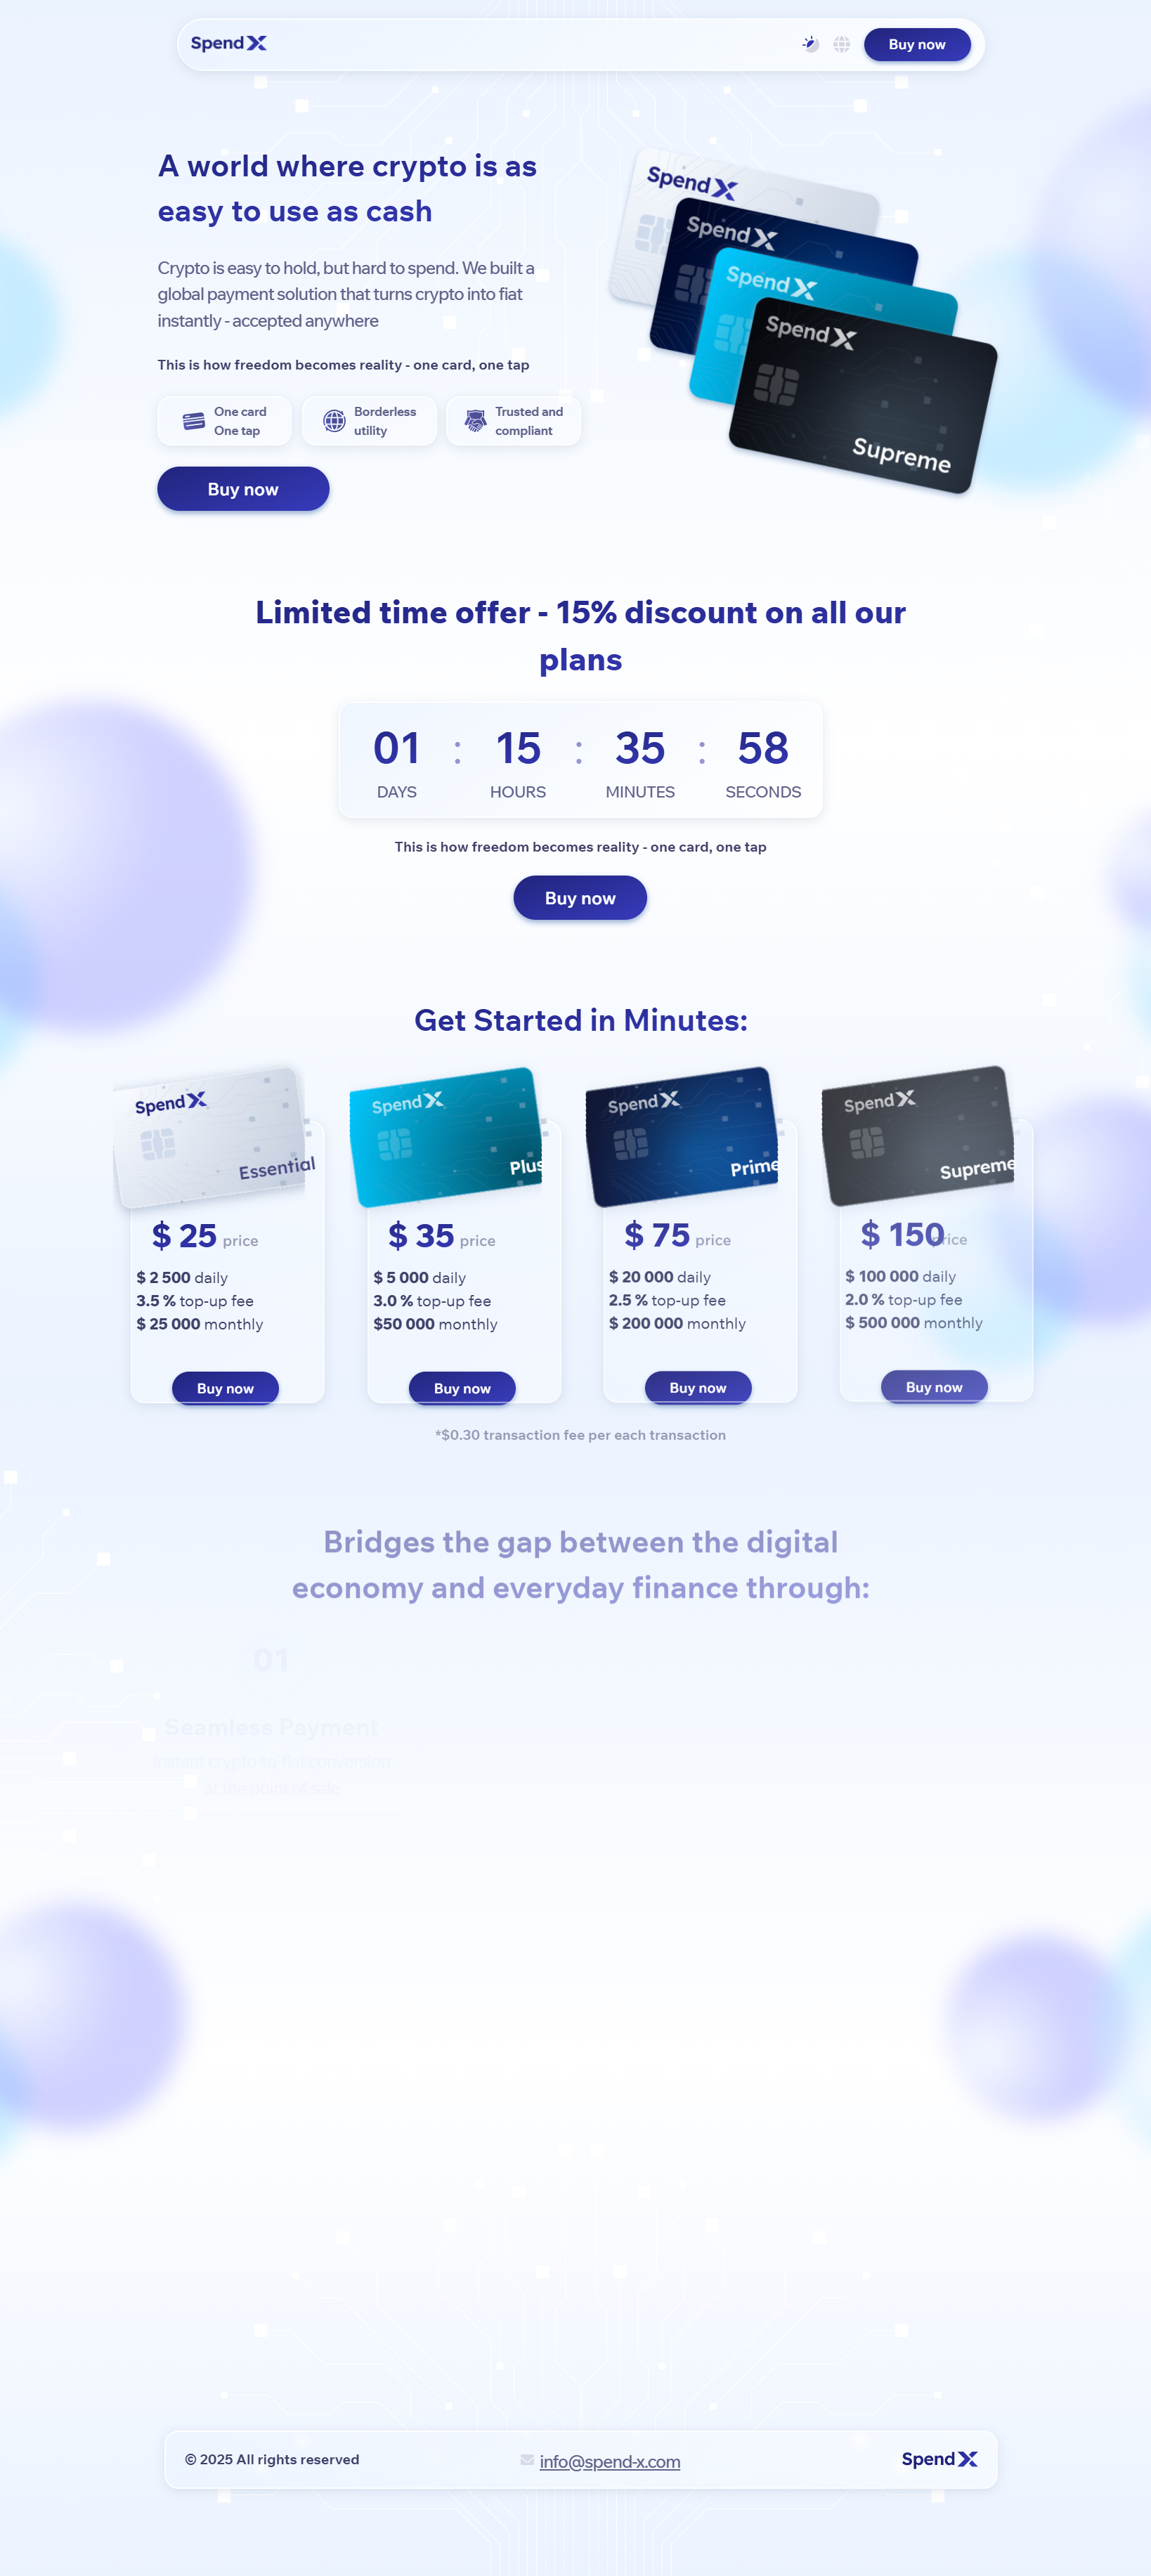 Spend X
Buy now
A world where crypto is as
easy to use as cash
Crypto is easy to hold, but hard to spend. We built a
global payment solution that turns crypto into fiat
instantly - accepted anywhere
This is how freedom becomes reality - one card, one tap
One card
One tap
Borderless
utility
Trusted and
compliant
Buy now
Spend X
Spend X
Spend X
Spend X
Supreme
Limited time offer - 15% discount on all our
plans
01 : 15 : 35 : 58
DAYS HOURS MINUTES SECONDS
This is how freedom becomes reality - one card, one tap
Buy now
Get Started in Minutes:
Spend X
Essential
$ 25 price
$ 2 500 daily
3.5 % top-up fee
$ 25 000 monthly
Buy now
Spend X
Plus
$ 35 price
$ 5 000 daily
3.0 % top-up fee
$50 000 monthly
Buy now
Spend X
Prime
$ 75 price
$ 20 000 daily
2.5 % top-up fee
$ 200 000 monthly
Buy now
Spend X
Supreme
$ 150 price
$ 100 000 daily
2.0 % top-up fee
$ 500 000 monthly
Buy now
*$0.30 transaction fee per each transaction
Bridges the gap between the digital
economy and everyday finance through:
01
Seamless Payment
Instant crypto-to-fiat conversion
at the point of sale
© 2025 All rights reserved
info@spend-x.com
Spend X